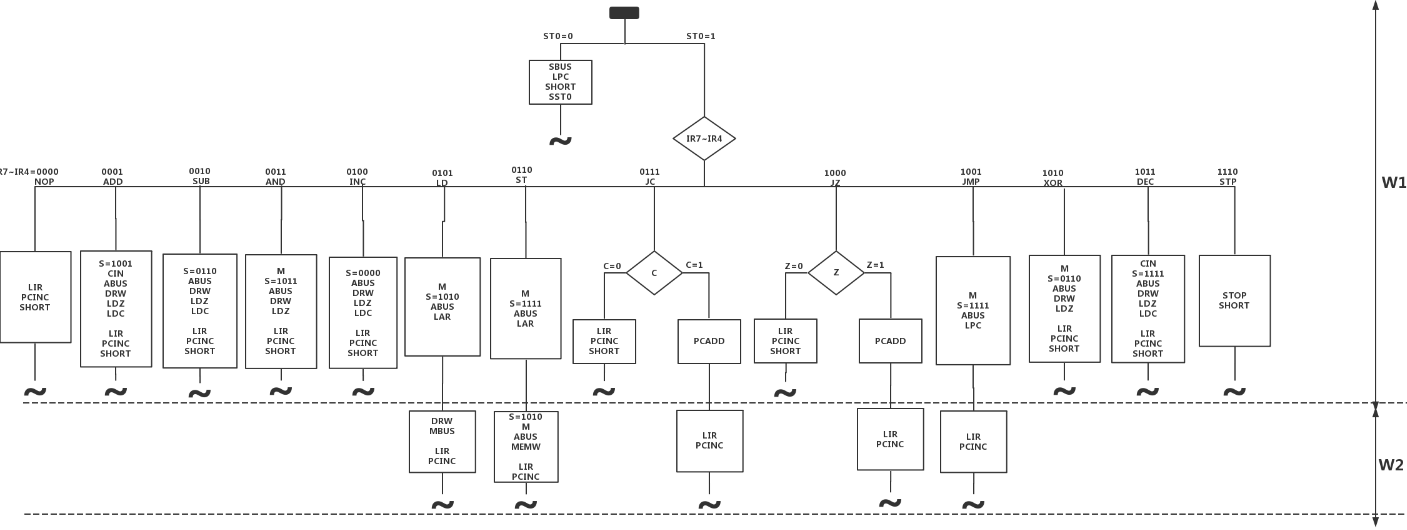 ST0=0
ST0=1
SBUS
LPC
SHORT
SST0
IR7~IR4
R7~IR4=0000
NOP
0001
ADD
0010
SUB
0011
AND
0100
INC
0101
LD
0110
ST
0111
JC
1000
JZ
1001
JMP
1010
XOR
1011
DEC
1110
STP
W1
LIR
PCINC
SHORT
S=1001
CIN
ABUS
DRW
LDZ
LDC
LIR
PCINC
SHORT
S=0110
ABUS
DRW
LDZ
LDC
LIR
PCINC
SHORT
M
S=1011
ABUS
DRW
LDZ
LIR
PCINC
SHORT
S=0000
ABUS
DRW
LDZ
LDC
LIR
PCINC
SHORT
M
S=1010
ABUS
LAR
M
S=1111
ABUS
LAR
C=0
C
C=1
LIR
PCINC
SHORT
PCADD
Z=0
Z
Z=1
LIR
PCINC
SHORT
PCADD
M
S=1111
ABUS
LPC
M
S=0110
ABUS
DRW
LDZ
LIR
PCINC
SHORT
CIN
S=1111
ABUS
DRW
LDZ
LDC
LIR
PCINC
SHORT
STOP
SHORT
DRW
MBUS
LIR
PCINC
S=1010
M
ABUS
MEMW
LIR
PCINC
LIR
PCINC
LIR
PCINC
LIR
PCINC
W2